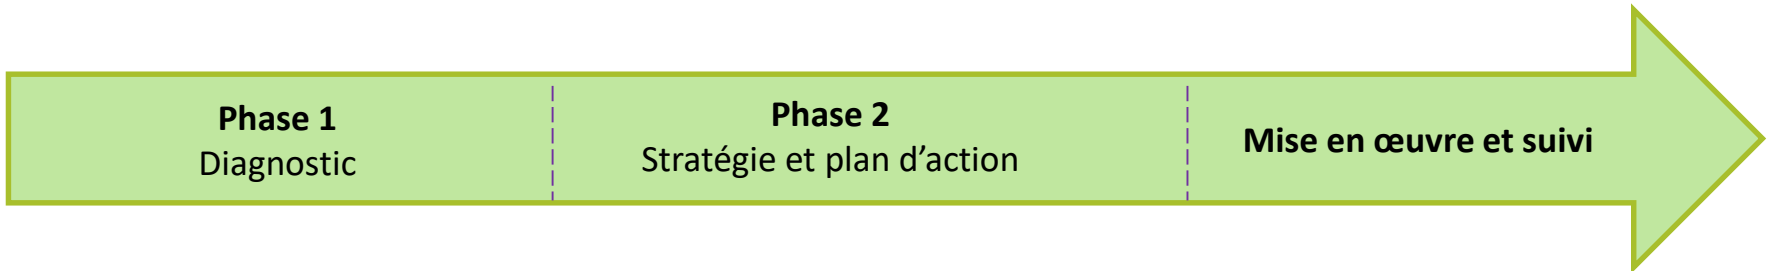 Phase 1
Diagnostic
Phase 2
Stratégie et plan d’action
Mise en œuvre et suivi